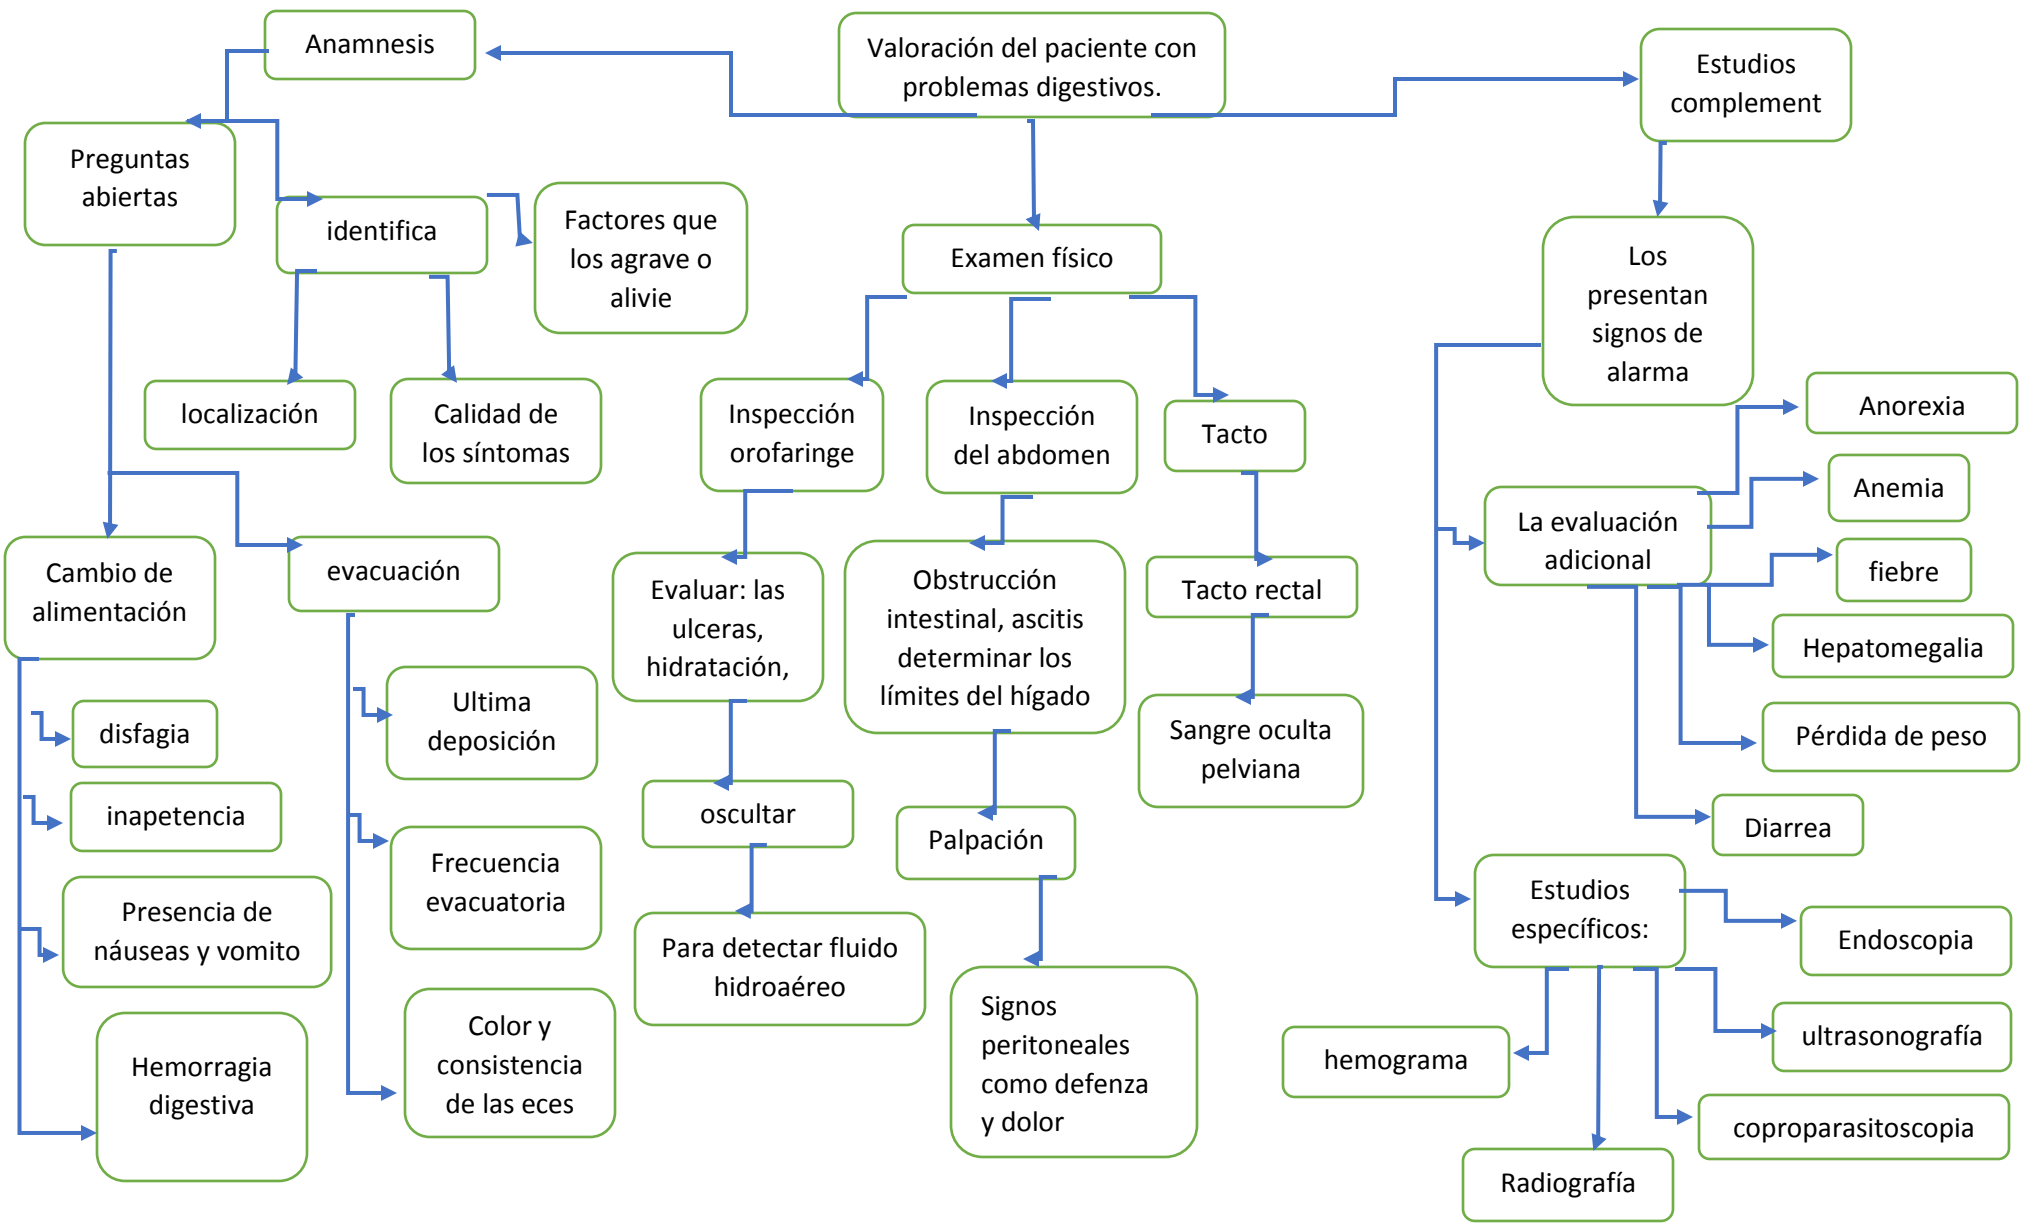 Anamnesis
Valoración del paciente con
problemas digestivos.
Estudios
complement
Preguntas
abiertas
identifica
Factores que
los agrave o
alivie
localización
Calidad de
los síntomas
Cambio de
alimentación
evacuación
disfagia
inapetencia
Presencia de
náuseas y vomito
Hemorragia
digestiva
Ultima
deposición
Frecuencia
evacuatoria
Color y
consistencia
de las eces
Examen físico
Inspección
orofaringe
Inspección
del abdomen
Tacto
Evaluar: las
ulceras,
hidratación,
Obstrucción
intestinal, ascitis
determinar los
límites del hígado
Tacto rectal
Sangre oculta
pelviana
oscultar
Palpación
Para detectar fluido
hidroaéreo
Signos
peritoneales
como defenza
y dolor
Los
presentan
signos de
alarma
La evaluación
adicional
Anorexia
Anemia
fiebre
Hepatomegalia
Pérdida de peso
Diarrea
Estudios
específicos:
Endoscopia
ultrasonografía
hemograma
coproparasitoscopia
Radiografía